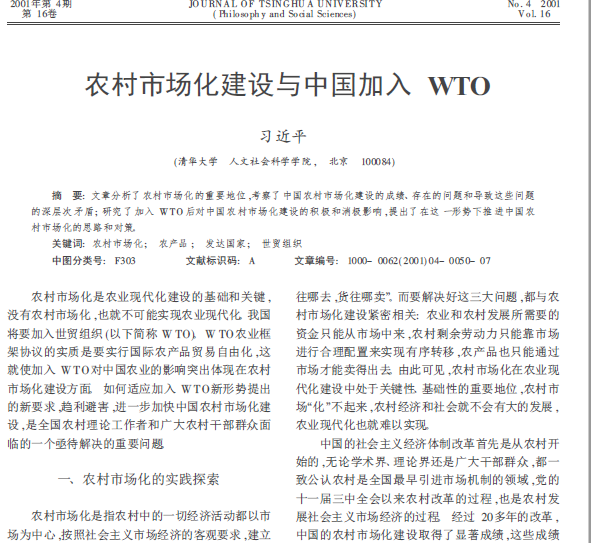 2001年第 4期
第 16卷
JOURNAL OF TSINGHUA UNIVERSITY
( Philosophy and Social Sciences)
No. 4 2001
Vol. 16
农村市场化建设与中国加入 WTO
习近平
(清华大学 人文社会科学学院, 北京 100084)
摘 要: 文章分析了农村市场化的重要地位,考察了中国农村市场化建设的成绩、存在的问题和导致这些问题
的深层次矛盾; 研究了加入 WTO后对中国农村市场化建设的积极和消极影响,提出了在这一形势下推进中国农
村市场化的思路和对策。
关键词: 农村市场化; 农产品; 发达国家; 世贸组织
中图分类号: F303 文献标识码: A 文章编号: 1000- 0062(2001)04- 0050- 07
农村市场化是农业现代化建设的基础和关键,
没有农村市场化,也就不可能实现农业现代化。我国
将要加入世贸组织(以下简称 WTO)。WTO农业框
架协议的实质是要实行国际农产品贸易自由化,这
就使加入 WTO对中国农业的影响突出体现在农村
市场化建设方面。如何适应加入 WTO新形势提出
的新要求,趋利避害,进一步加快中国农村市场化建
设,是全国农村理论工作者和广大农村干部群众面
临的一个亟待解决的重要问题。
一、农村市场化的实践探索
农村市场化是指农村中的一切经济活动都以市
场为中心,按照社会主义市场经济的客观要求,建立
往哪去,货往哪卖”。而要解决好这三大问题,都与农
村市场化建设紧密相关: 农业和农村发展所需要的
资金只能从市场中来,农村剩余劳动力只能靠市场
进行合理配置来实现有序转移,农产品也只能通过
市场才能卖得出去。由此可见,农村市场化在农业现
代化建设中处于关键性、基础性的重要地位,农村市
场“化”不起来,农村经济和社会就不会有大的发展,
农业现代化也就难以实现。
中国的社会主义经济体制改革首先是从农村开
始的,无论学术界、理论界还是广大干部群众,都一
致公认农村是全国最早引进市场机制的领域,党的
十一届三中全会以来农村改革的过程,也是农村发
展社会主义市场经济的过程。经过 20多年的改革,
中国的农村市场化建设取得了显著成绩,这些成绩